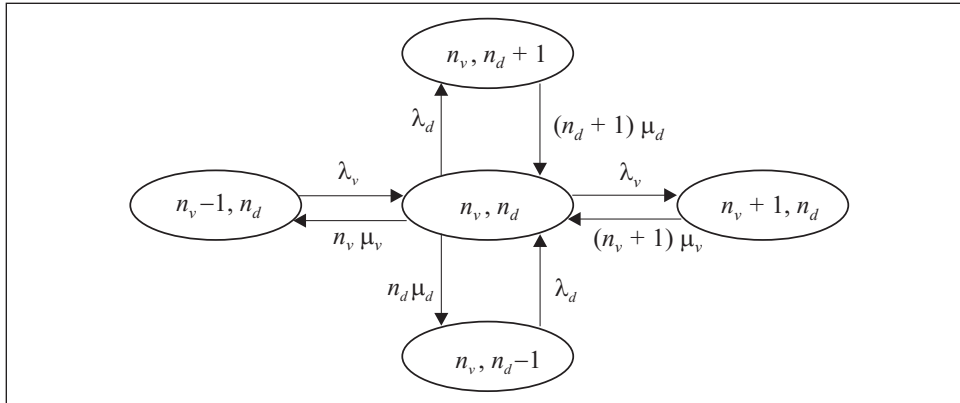 n_v, n_d + 1
λ_d
(n_d + 1) μ_d
λ_v
λ_v
n_v−1, n_d
n_v, n_d
n_v + 1, n_d
n_v μ_v
(n_v + 1) μ_v
n_d μ_d
λ_d
n_v, n_d−1